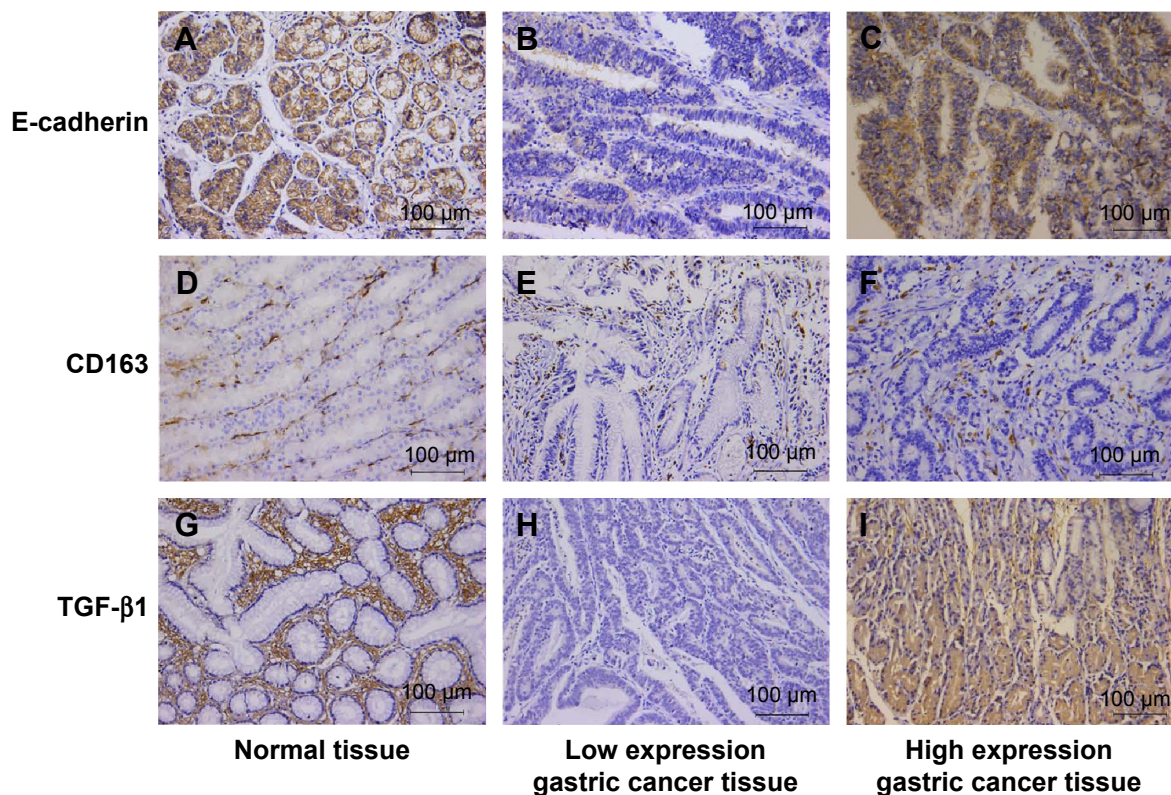 E-cadherin
A
100 µm
B
100 µm
C
100 µm
CD163
D
100 µm
E
100 µm
F
100 µm
TGF-β1
G
100 µm
H
100 µm
I
100 µm
Normal tissue
Low expression
gastric cancer tissue
High expression
gastric cancer tissue